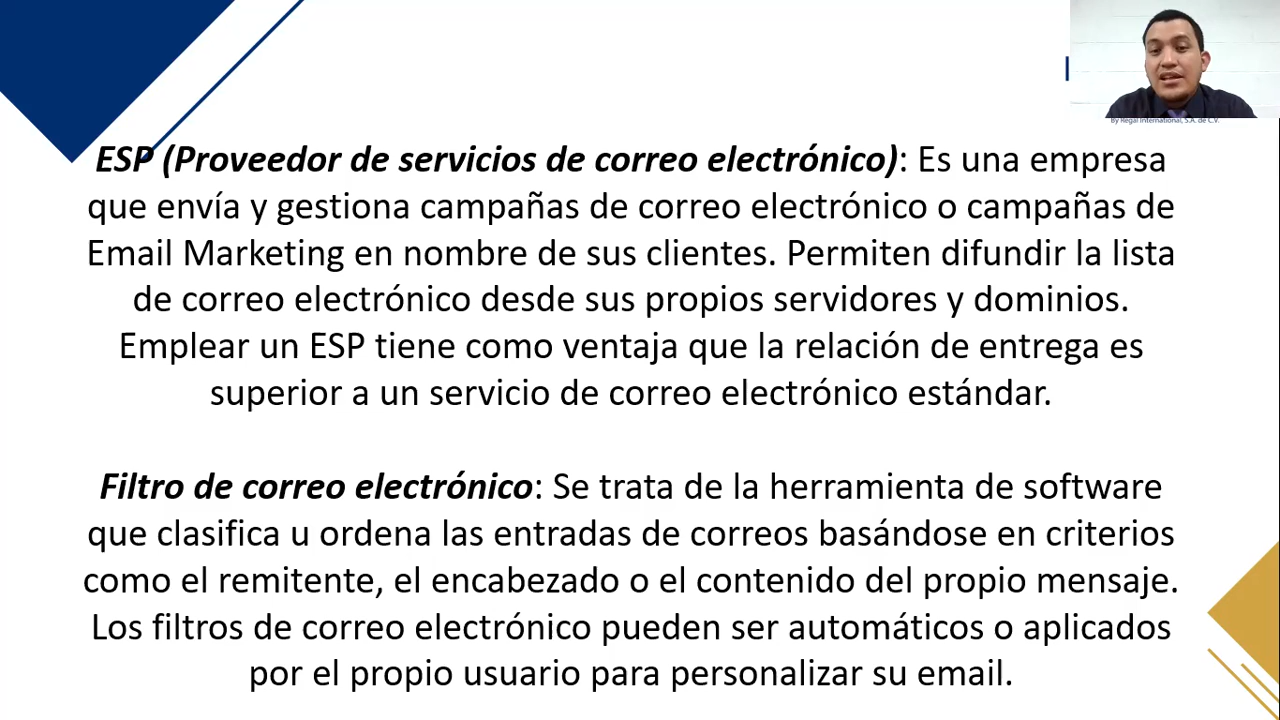 By Regal International, S.A. de C.V.
ESP (Proveedor de servicios de correo electrónico): Es una empresa
que envía y gestiona campañas de correo electrónico o campañas de
Email Marketing en nombre de sus clientes. Permiten difundir la lista
de correo electrónico desde sus propios servidores y dominios.
Emplear un ESP tiene como ventaja que la relación de entrega es
superior a un servicio de correo electrónico estándar.
Filtro de correo electrónico: Se trata de la herramienta de software
que clasifica u ordena las entradas de correos basándose en criterios
como el remitente, el encabezado o el contenido del propio mensaje.
Los filtros de correo electrónico pueden ser automáticos o aplicados
por el propio usuario para personalizar su email.